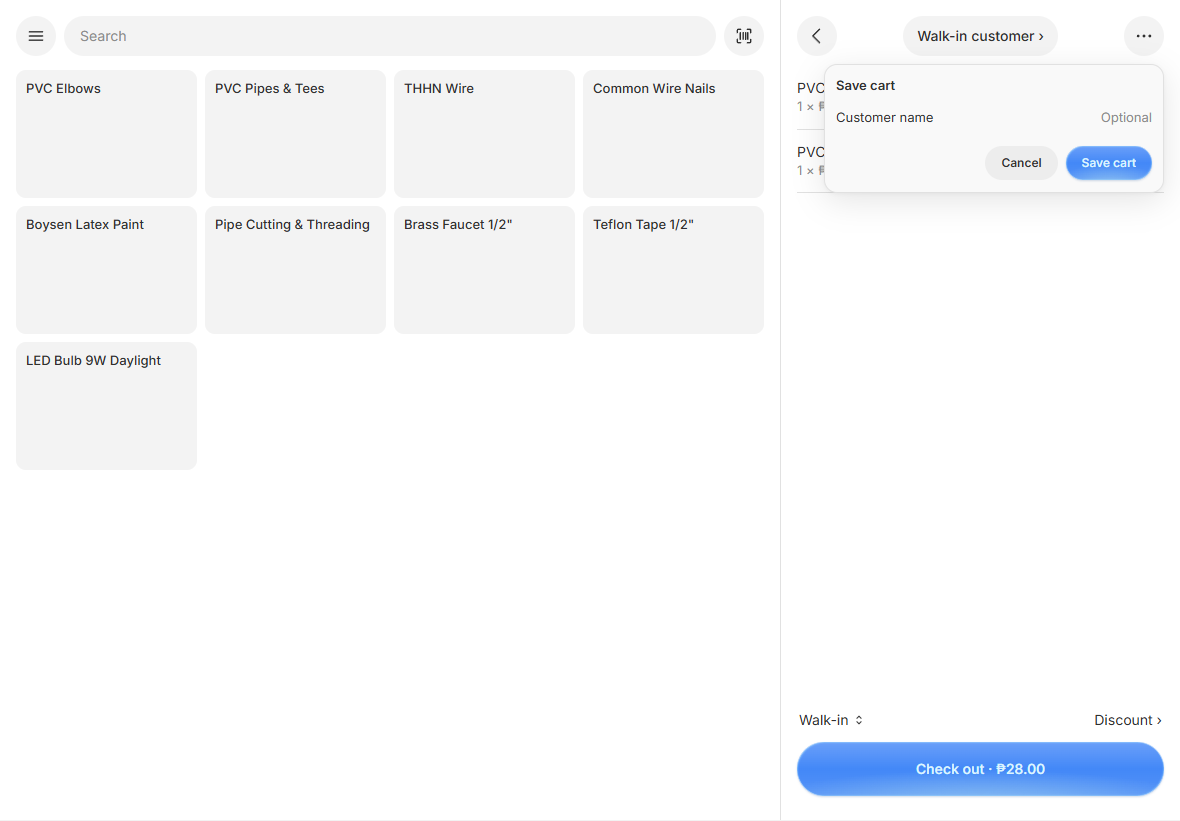 Search
PVC Elbows
PVC Pipes & Tees
THHN Wire
Common Wire Nails
Boysen Latex Paint
Pipe Cutting & Threading
Brass Faucet 1/2"
Teflon Tape 1/2"
LED Bulb 9W Daylight
Walk-in customer ›
PVC
1 ×
PVC
1 ×
Save cart
Customer name
Optional
Cancel
Save cart
Walk-in
Discount ›
Check out · ₱28.00